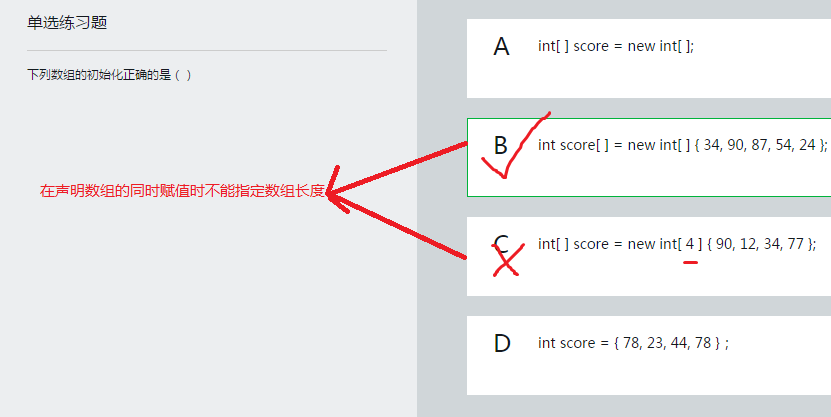 单选练习题
下列数组的初始化正确的是（ ）
在声明数组的同时赋值时不能指定数组长度
A int[ ] score = new int[ ];
B int score[ ] = new int[ ] { 34, 90, 87, 54, 24 };
C int[ ] score = new int[ 4 ] { 90, 12, 34, 77 };
D int score = { 78, 23, 44, 78 } ;